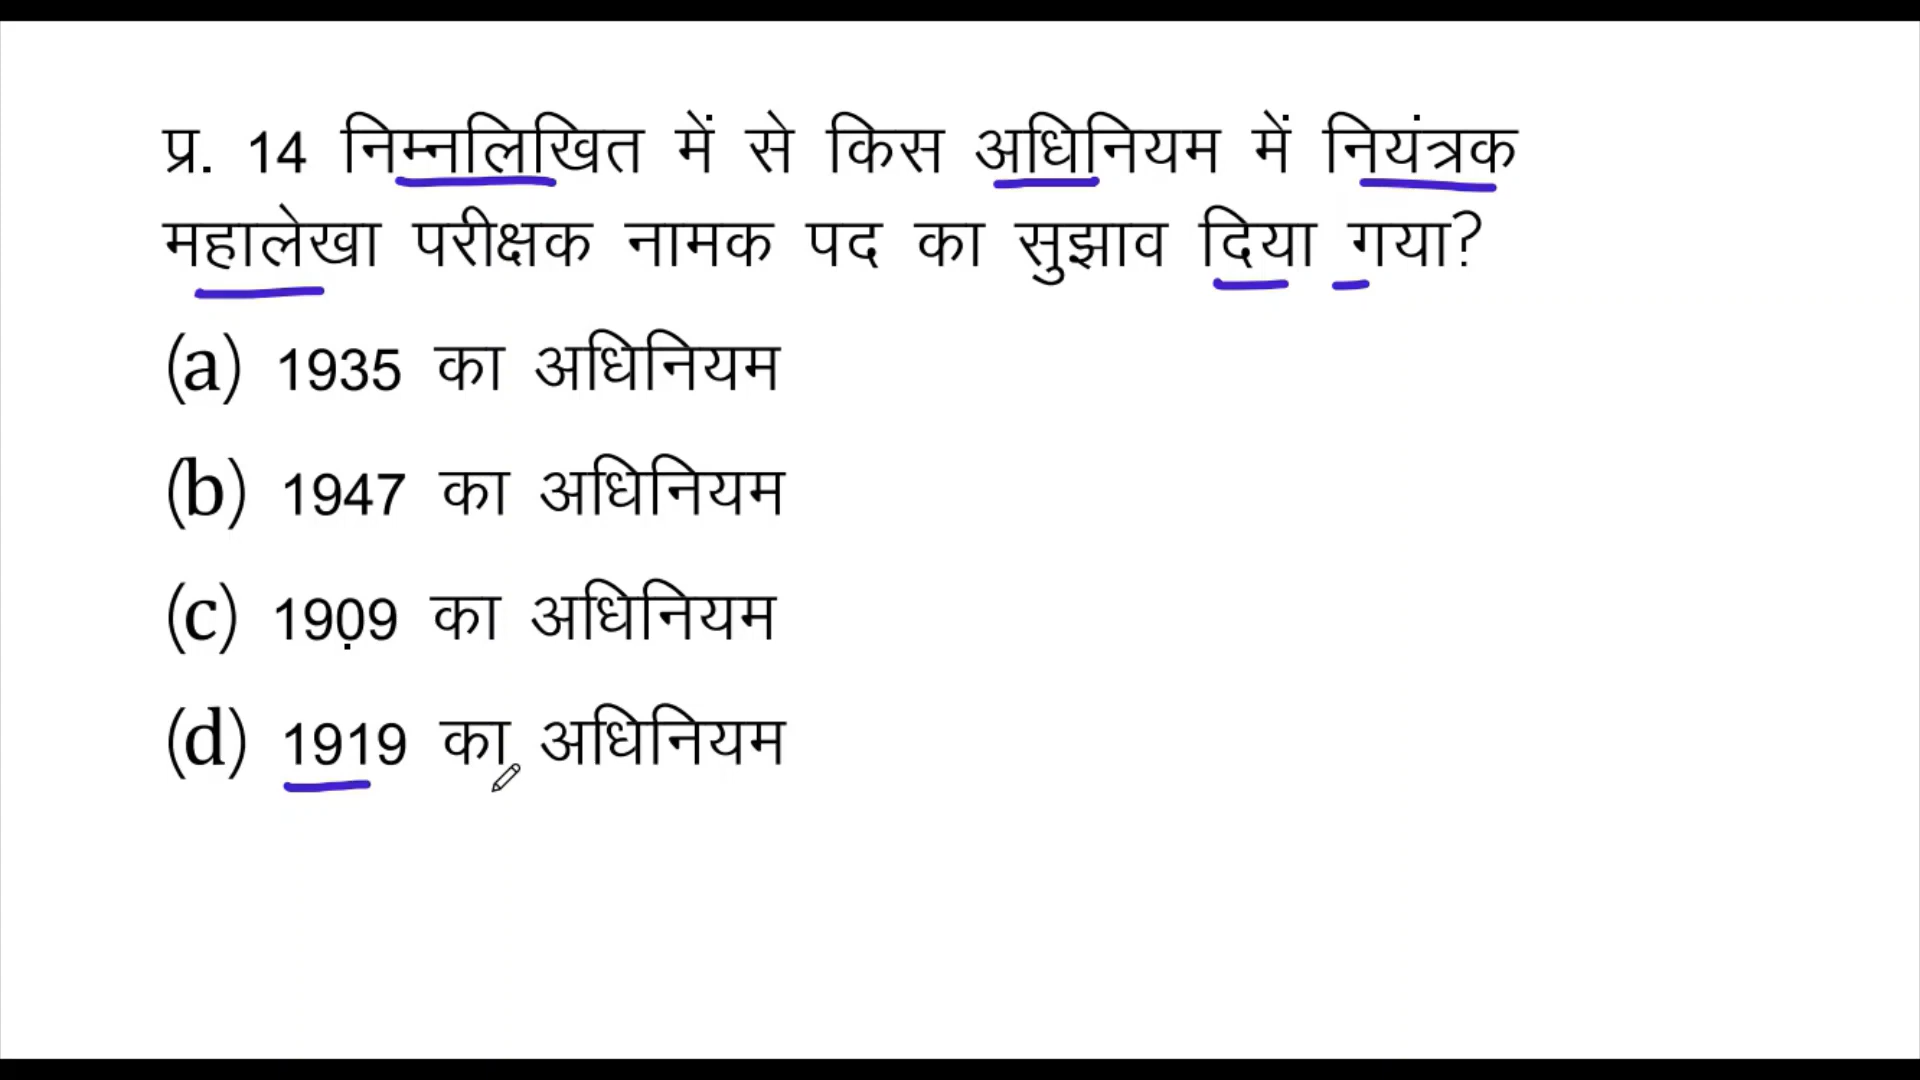 प्र. 14 निम्नलिखित में से किस अधिनियम में नियंत्रक
महालेखा परीक्षक नामक पद का सुझाव दिया गया?
(a) 1935 का अधिनियम
(b) 1947 का अधिनियम
(c) 1909 का अधिनियम
(d) 1919 का अधिनियम